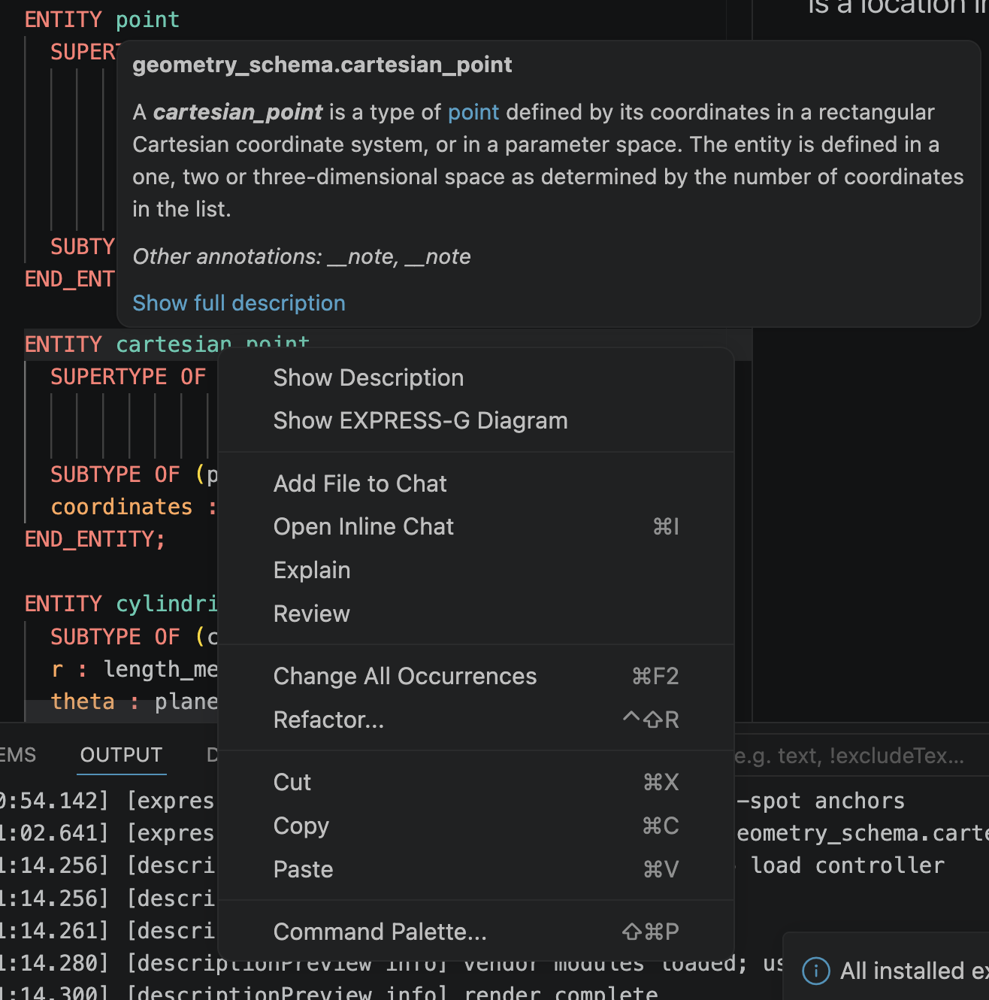 is a location
ENTITY point
SUPERT
geometry_schema.cartesian_point
A cartesian_point is a type of point defined by its coordinates in a rectangular
Cartesian coordinate system, or in a parameter space. The entity is defined in a
one, two or three-dimensional space as determined by the number of coordinates
in the list.
Other annotations: __note, __note
Show full description
SUBTY
END_ENT
ENTITY cartesian_point
SUPERTYPE OF
SUBTYPE OF (p
coordinates :
END_ENTITY;
ENTITY cylindri
SUBTYPE OF (c
r : length_me
theta : plane
Show Description
Show EXPRESS-G Diagram
Add File to Chat
Open Inline Chat ⌘I
Explain
Review
Change All Occurrences ⌘F2
Refactor... ^⇧R
Cut ⌘X
Copy ⌘C
Paste ⌘V
Command Palette... ⇧⌘P
EMS OUTPUT D e.g. text, !excludeTex...
0:54.142] [expres -spot anchors
1:02.641] [expres eometry_schema.carte
1:14.256] [descri load controller
1:14.256] [descri
1:14.261] [descri
1:14.280] [descriptionPreview info] vendor modules loaded; us
1:14.300] [descriptionPreview info] render complete
All installed ex